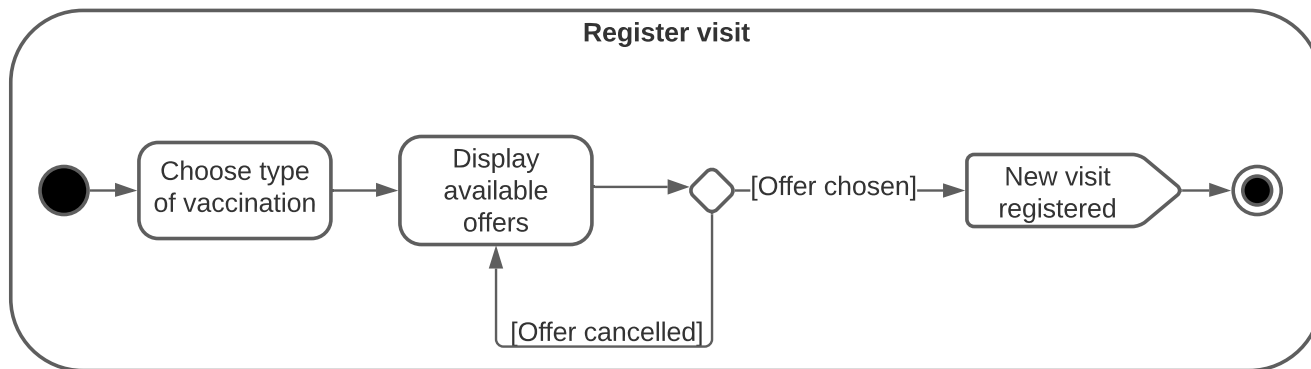 Register visit
Choose type
of vaccination
Display
available
offers
[Offer chosen]
New visit
registered
[Offer cancelled]